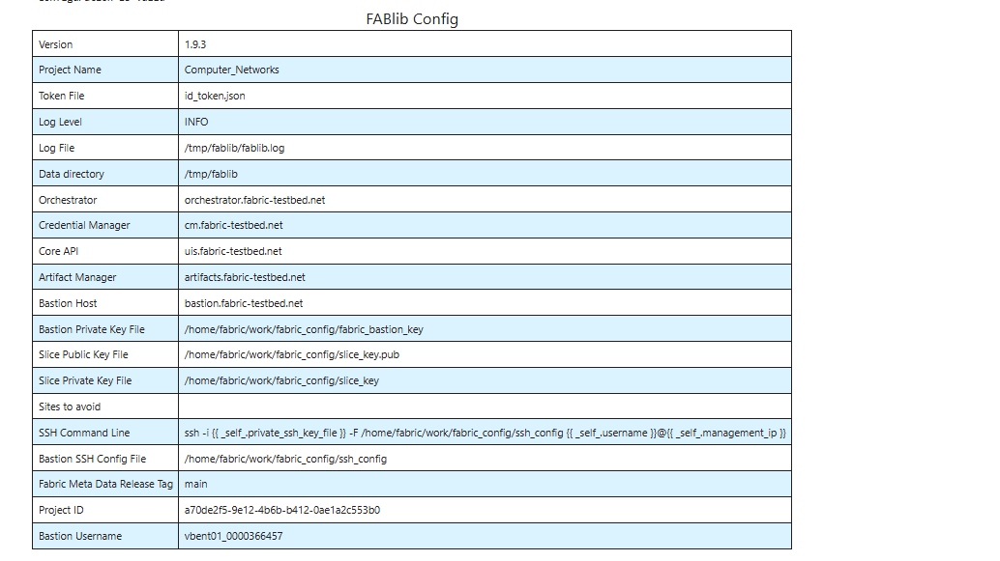 FABlib Config
Version 1.9.3
Project Name Computer_Networks
Token File id_token.json
Log Level INFO
Log File /tmp/fablib/fablib.log
Data directory /tmp/fablib
Orchestrator orchestrator.fabric-testbed.net
Credential Manager cm.fabric-testbed.net
Core API uis.fabric-testbed.net
Artifact Manager artifacts.fabric-testbed.net
Bastion Host bastion.fabric-testbed.net
Bastion Private Key File /home/fabric/work/fabric_config/fabric_bastion_key
Slice Public Key File /home/fabric/work/fabric_config/slice_key.pub
Slice Private Key File /home/fabric/work/fabric_config/slice_key
Sites to avoid
SSH Command Line ssh -i {{ _self_.private_ssh_key_file }} -F /home/fabric/work/fabric_config/ssh_config {{ _self_.username }}@{{ _self_.management_ip }}
Bastion SSH Config File /home/fabric/work/fabric_config/ssh_config
Fabric Meta Data Release Tag main
Project ID a70de2f5-9e12-4b6b-b412-0ae1a2c553b0
Bastion Username vbent01_0000366457